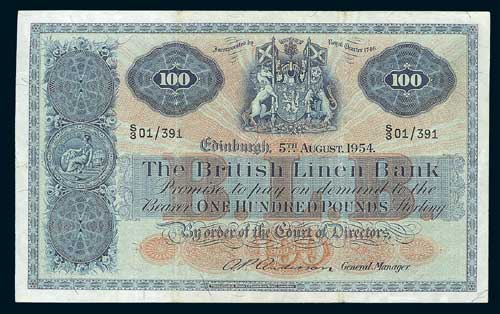 Incorporated by Royal Charter 1746
100 100
S/3 01/391 S/3 01/391
Edinburgh, 5TH AUGUST, 1954.
The British Linen Bank
Promise to pay on demand to the
Bearer ONE HUNDRED POUNDS Sterling
By order of the Court of Directors,
100
General Manager